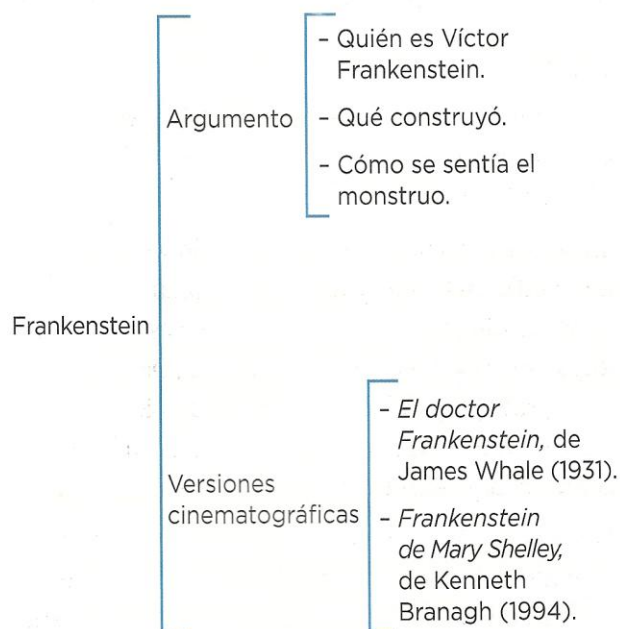 – Quién es Víctor
Frankenstein.
Argumento
– Qué construyó.
– Cómo se sentía el
monstruo.
Frankenstein
– El doctor
Frankenstein, de
James Whale (1931).
Versiones
cinematográficas
– Frankenstein
de Mary Shelley,
de Kenneth
Branagh (1994).